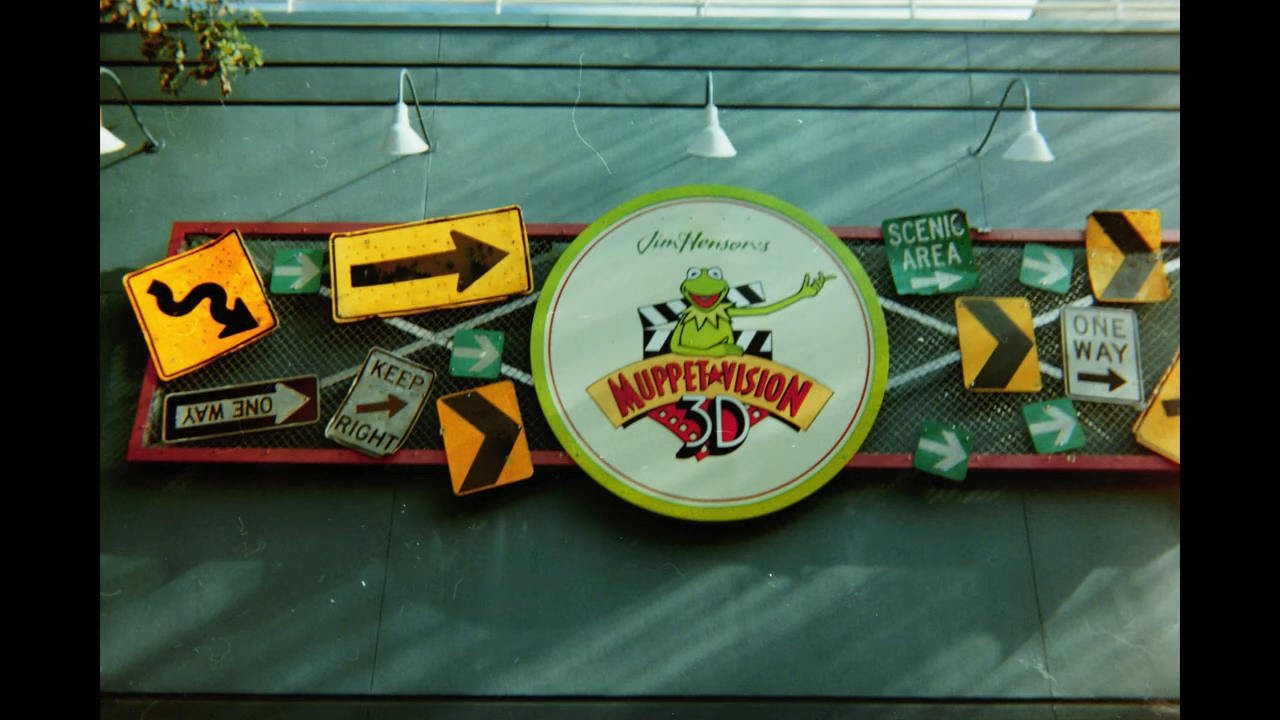 Jim Henson's
MUPPET★VISION
3D
ONE WAY
KEEP
RIGHT
SCENIC
AREA
ONE
WAY